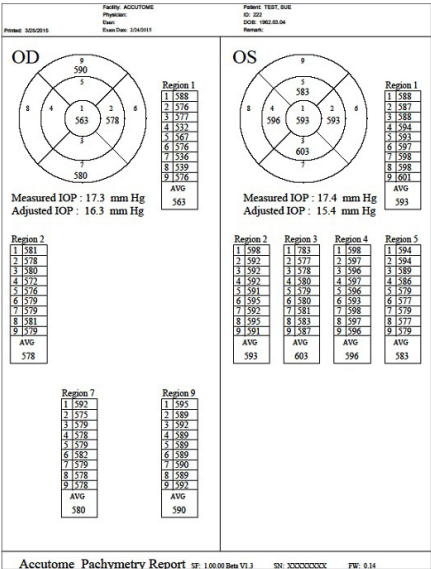 Facility: ACCUTOME
Physician:
User:
Exam Date: 2/24/2015
Patient: TEST, SUE
ID: 222
DOB: 1962.03.04
Remark:
Printed: 3/25/2015
OD
9
590
5
8 4 1 2 6
563 578
3
7
580
Region 1
1 588
2 576
3 577
4 532
5 567
6 576
7 536
8 539
9 576
AVG
563
Measured IOP : 17.3 mm Hg
Adjusted IOP : 16.3 mm Hg
OS
9
5
583
8 4 1 2 6
596 593 593
3
603
7
Region 1
1 588
2 587
3 588
4 594
5 593
6 597
7 598
8 598
9 601
AVG
593
Measured IOP : 17.4 mm Hg
Adjusted IOP : 15.4 mm Hg
Region 2
1 581
2 578
3 580
4 572
5 576
6 579
7 579
8 581
9 579
AVG
578
Region 2
1 598
2 592
3 592
4 592
5 591
6 595
7 592
8 595
9 591
AVG
593
Region 3
1 783
2 577
3 578
4 580
5 579
6 580
7 581
8 583
9 587
AVG
603
Region 4
1 598
2 597
3 596
4 597
5 596
6 593
7 598
8 597
9 596
AVG
596
Region 5
1 594
2 594
3 589
4 586
5 579
6 577
7 579
8 577
9 579
AVG
583
Region 7
1 592
2 575
3 579
4 578
5 579
6 582
7 579
8 578
9 578
AVG
580
Region 9
1 595
2 589
3 592
4 589
5 589
6 589
7 590
8 589
9 592
AVG
590
Accutome Pachymetry Report SF: 1.00.00 Beta V1.3 SN: XXXXXXXXX FW: 0.14